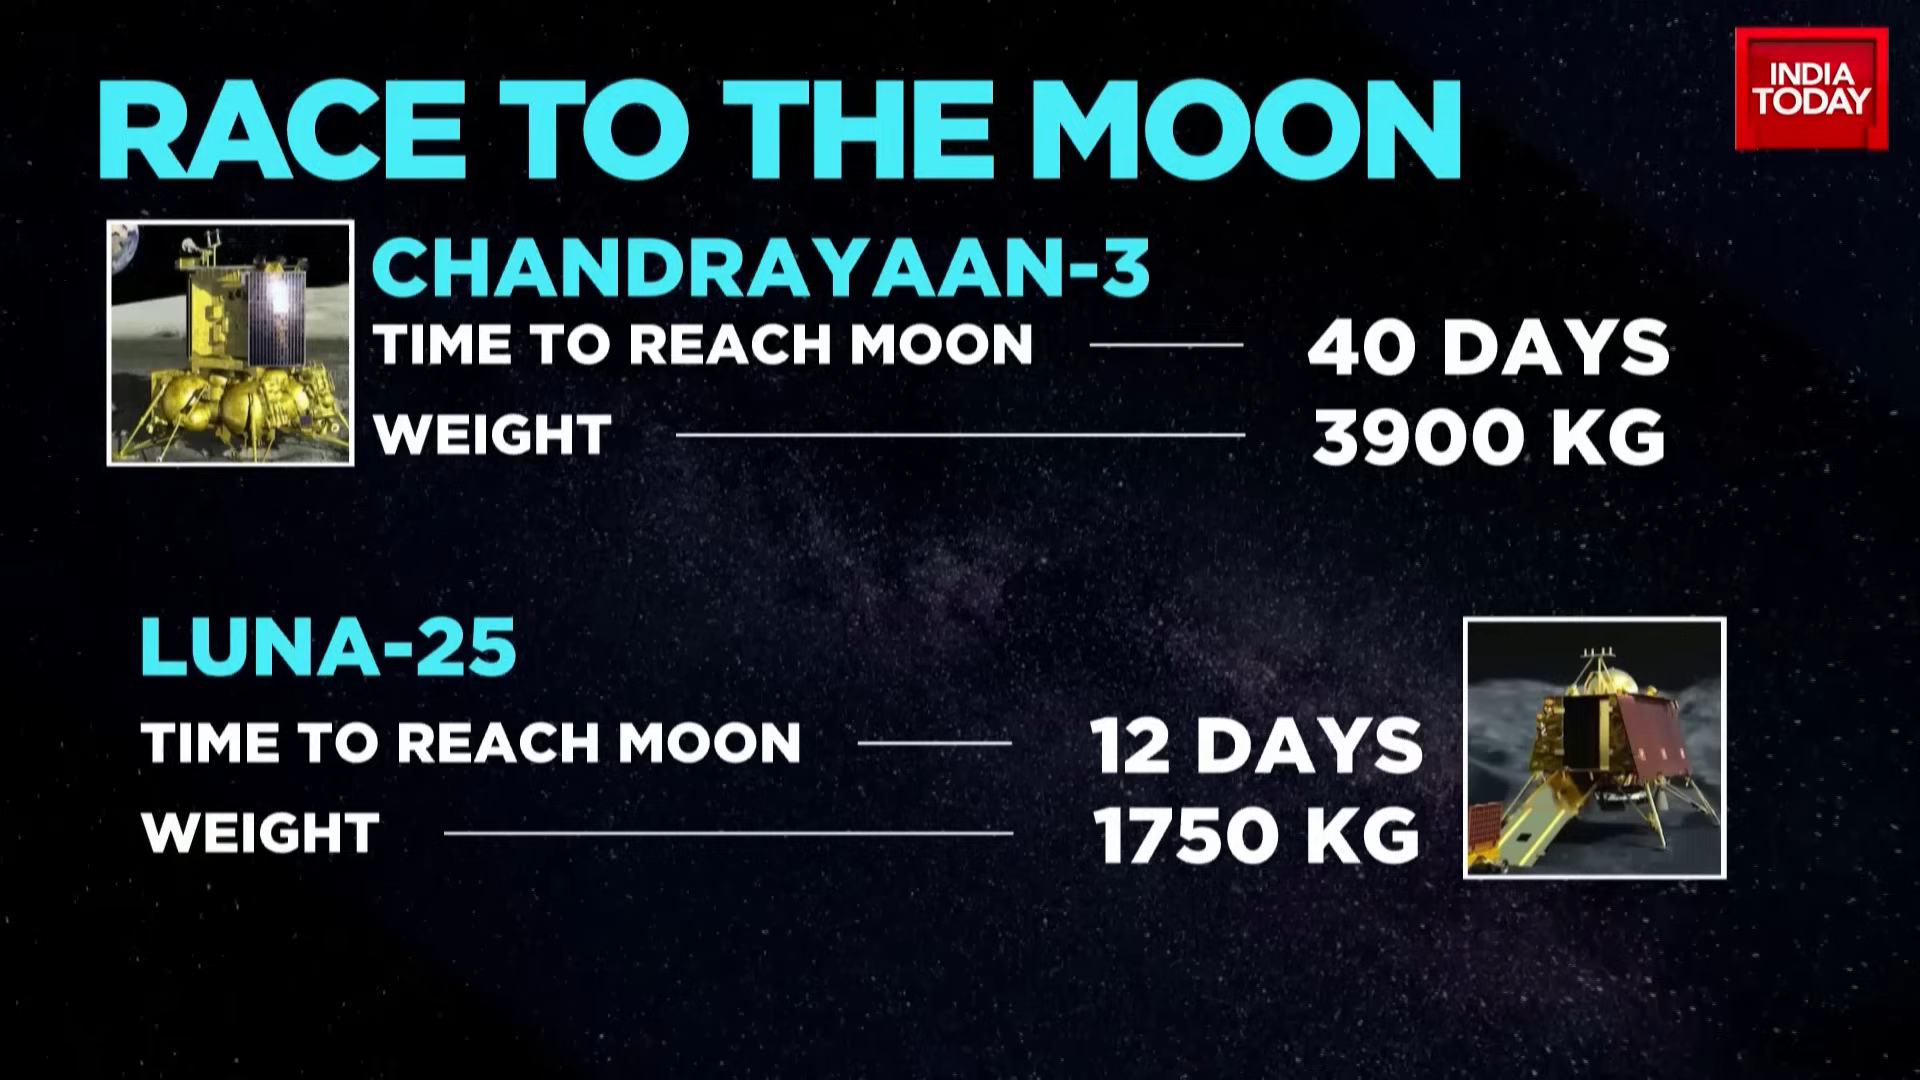 RACE TO THE MOON
INDIA
TODAY
CHANDRAYAAN-3
TIME TO REACH MOON 40 DAYS
WEIGHT 3900 KG
LUNA-25
TIME TO REACH MOON 12 DAYS
WEIGHT 1750 KG